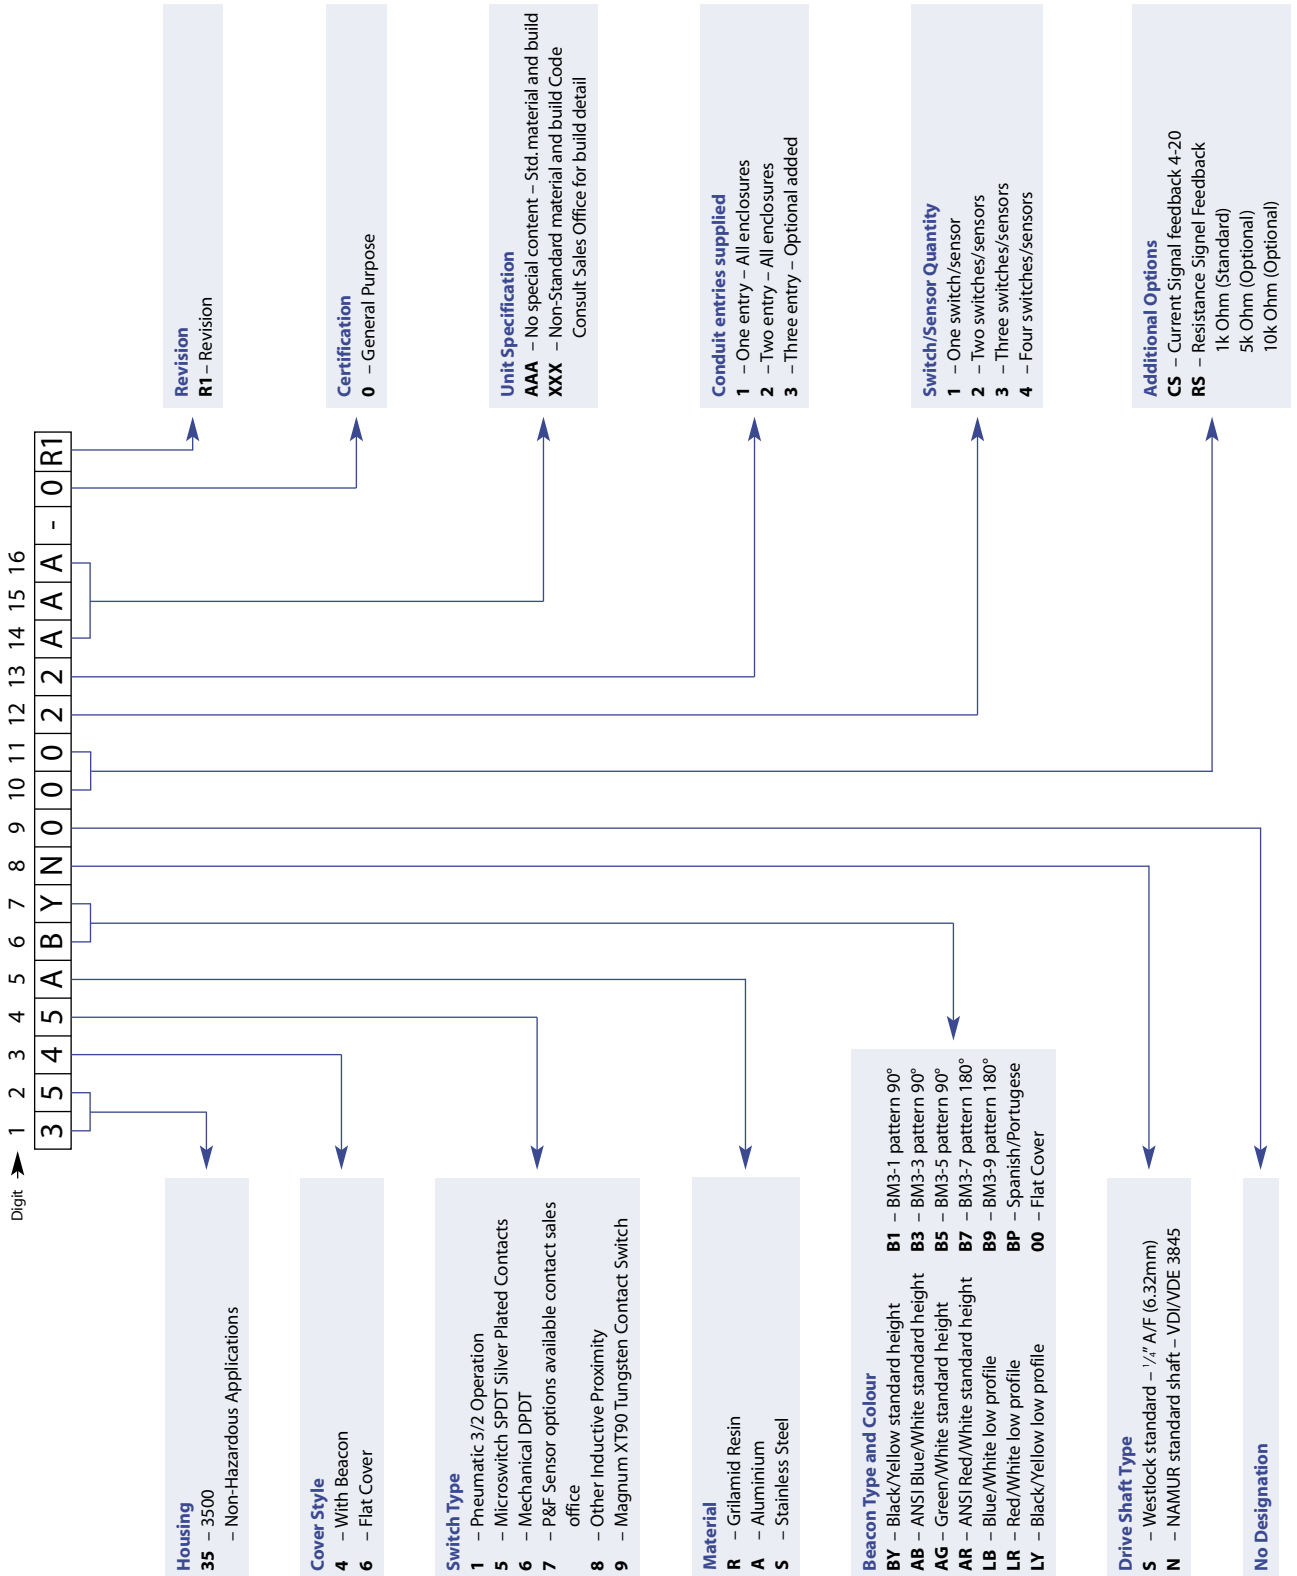 Digit
1 2 3 4 5 6 7 8 9 10 11 12 13 14 15 16
3 5 4 5 A B Y N 0 0 0 2 2 A A A - 0 R1
Housing
35 – 3500
– Non-Hazardous Applications
Cover Style
4 – With Beacon
6 – Flat Cover
Switch Type
1 – Pneumatic 3/2 Operation
5 – Microswitch SPDT Silver Plated Contacts
6 – Mechanical DPDT
7 – P&F Sensor options available contact sales
office
8 – Other Inductive Proximity
9 – Magnum XT90 Tungsten Contact Switch
Material
R – Grilamid Resin
A – Aluminium
S – Stainless Steel
Beacon Type and Colour
BY – Black/Yellow standard height
AB – ANSI Blue/White standard height
AG – Green/White standard height
AR – ANSI Red/White standard height
LB – Blue/White low profile
LR – Red/White low profile
LY – Black/Yellow low profile
B1 – BM3-1 pattern 90°
B3 – BM3-3 pattern 90°
B5 – BM3-5 pattern 90°
B7 – BM3-7 pattern 180°
B9 – BM3-9 pattern 180°
BP – Spanish/Portugese
00 – Flat Cover
Drive Shaft Type
S – Westlock standard – 1/4" A/F (6.32mm)
N – NAMUR standard shaft – VDI/VDE 3845
No Designation
Revision
R1 – Revision
Certification
0 – General Purpose
Unit Specification
AAA – No special content – Std. material and build
XXX – Non-Standard material and build Code
Consult Sales Office for build detail
Conduit entries supplied
1 – One entry – All enclosures
2 – Two entry – All enclosures
3 – Three entry – Optional added
Switch/Sensor Quantity
1 – One switch/sensor
2 – Two switches/sensors
3 – Three switches/sensors
4 – Four switches/sensors
Additional Options
CS – Current Signal feedback 4-20
RS – Resistance Signel Feedback
1k Ohm (Standard)
5k Ohm (Optional)
10k Ohm (Optional)